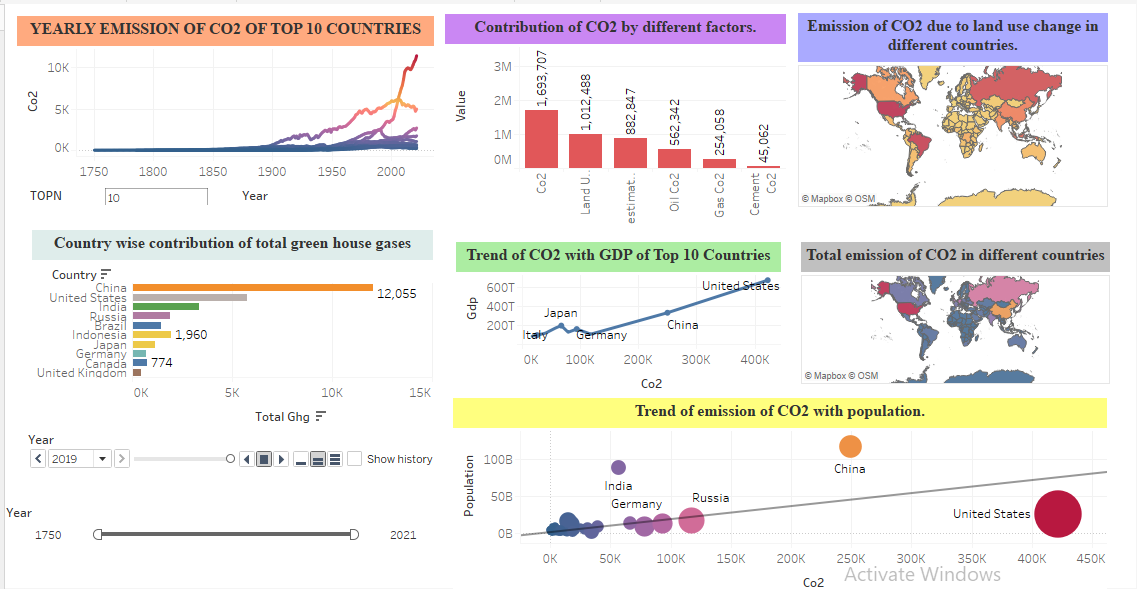 YEARLY EMISSION OF CO2 OF TOP 10 COUNTRIES
Co2
10K
5K
0K
1750 1800 1850 1900 1950 2000
TOPN 10 Year
Contribution of CO2 by different factors.
Value
3M
2M
1M
0M
1,693,707
1,012,488
882,847
562,342
254,058
45,062
Co2
Land U..
estimat..
Oil Co2
Gas Co2
Cement
Co2
Emission of CO2 due to land use change in
different countries.
© Mapbox © OSM
Country wise contribution of total green house gases
Country
China 12,055
United States
India
Russia
Brazil
Indonesia 1,960
Japan
Germany
Canada 774
United Kingdom
0K 5K 10K 15K
Total Ghg
Year
2019
Show history
Year
1750 2021
Trend of CO2 with GDP of Top 10 Countries
Gdp
600T
400T
200T
United States
Japan
China
Italy
Germany
0K 100K 200K 300K 400K
Co2
Total emission of CO2 in different countries
© Mapbox © OSM
Trend of emission of CO2 with population.
Population
100B
50B
0B
China
India
Germany
Russia
United States
0K 50K 100K 150K 200K 250K 300K 350K 400K 450K
Co2
Activate Windows